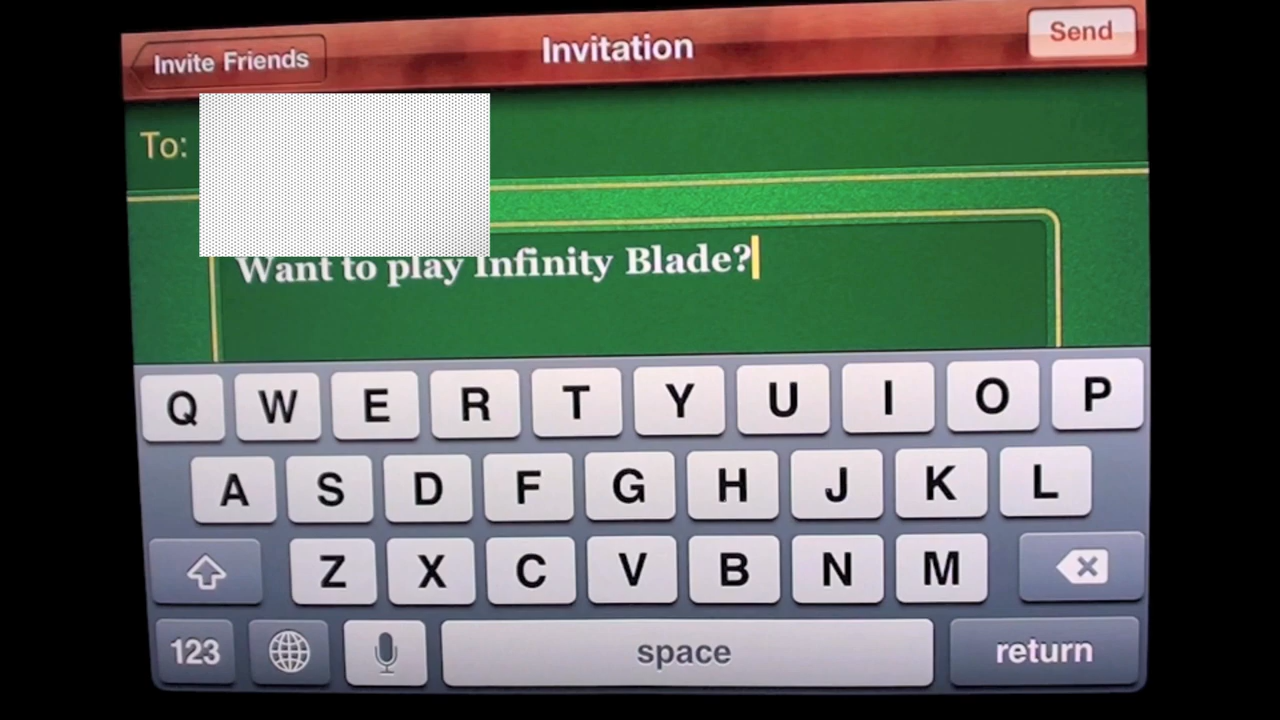 Invite Friends
Invitation
Send
To:
Want to play Infinity Blade?
Q W E R T Y U I O P
A S D F G H J K L
Z X C V B N M
123
space
return